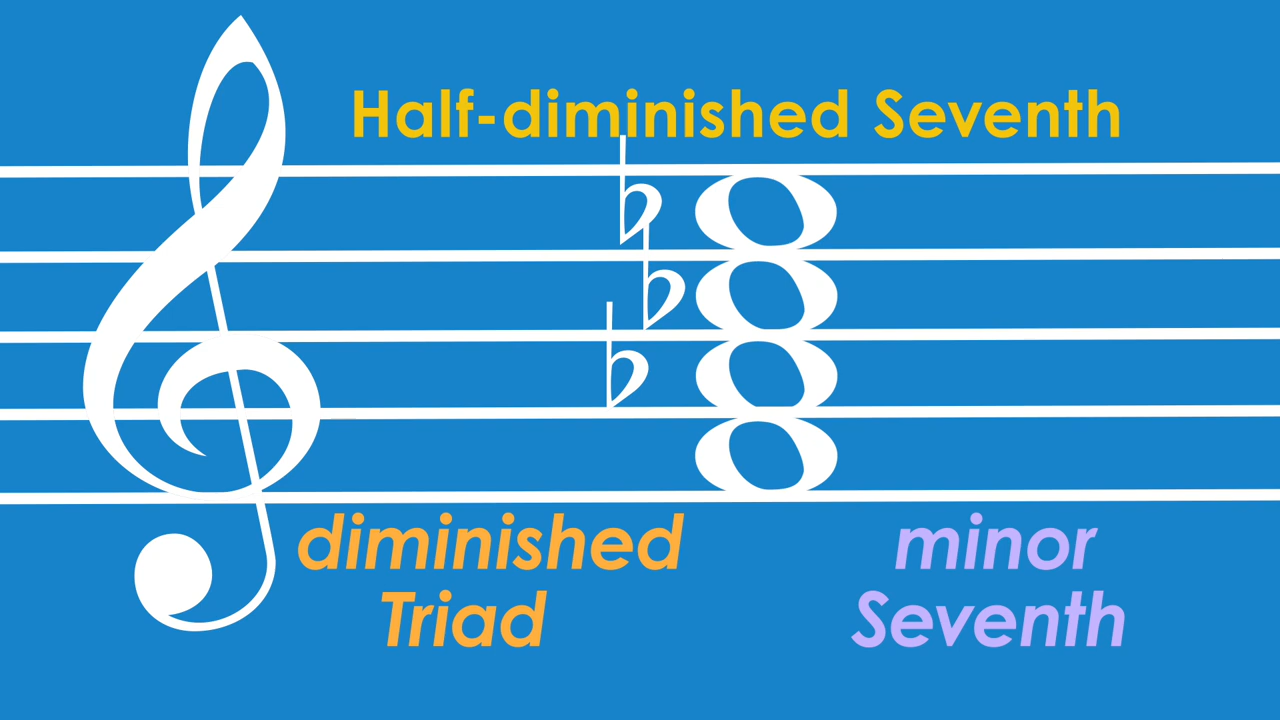 Half-diminished Seventh
diminished
Triad
minor
Seventh